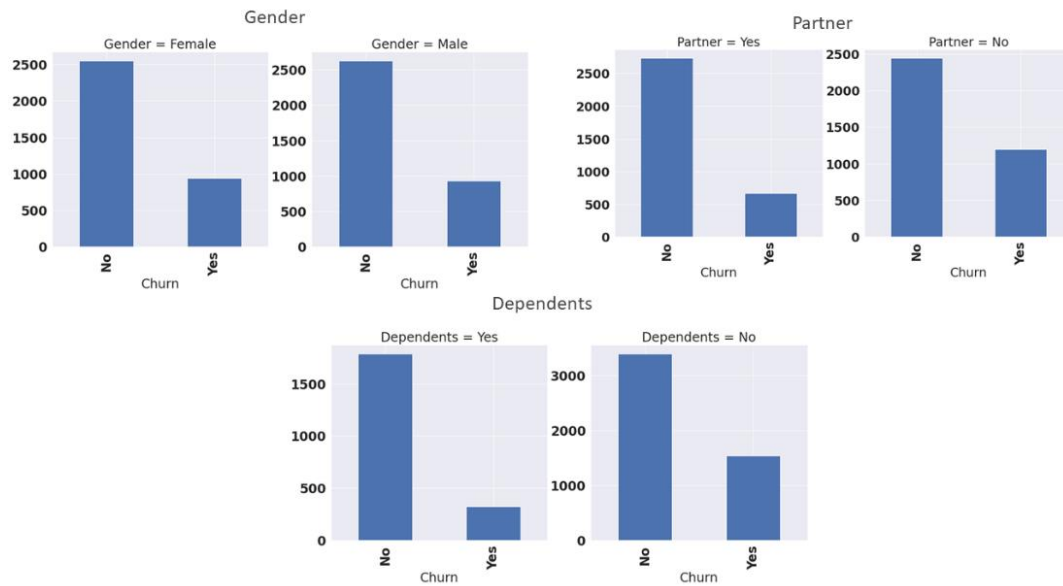 Gender
Gender = Female
2500
2000
1500
1000
500
0
No
Yes
Churn
Gender = Male
2500
2000
1500
1000
500
0
No
Yes
Churn
Partner
Partner = Yes
2500
2000
1500
1000
500
0
No
Yes
Churn
Partner = No
2500
2000
1500
1000
500
0
No
Yes
Churn
Dependents
Dependents = Yes
1500
1000
500
0
No
Yes
Churn
Dependents = No
3000
2000
1000
0
No
Yes
Churn